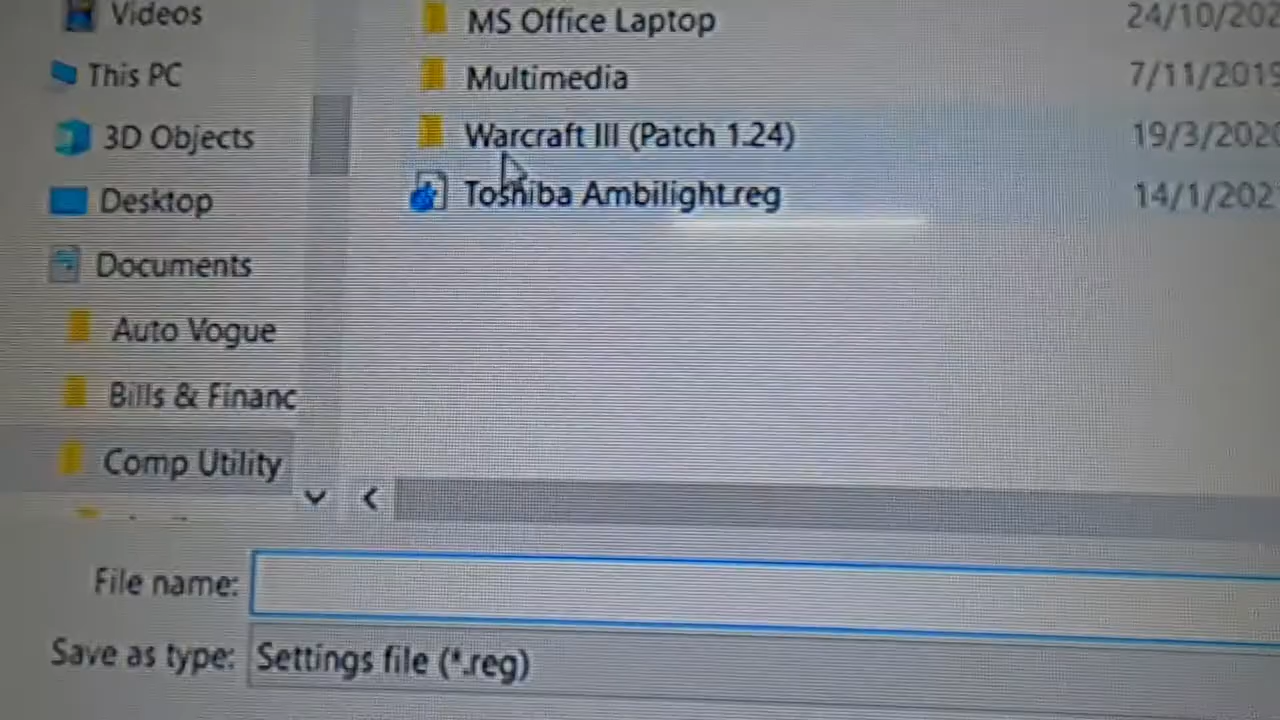 Videos
This PC
3D Objects
Desktop
Documents
Auto Vogue
Bills & Financ
Comp Utility
MS Office Laptop 24/10/202
Multimedia 7/11/2019
Warcraft III (Patch 1.24) 19/3/2020
Toshiba Ambilight.reg 14/1/202
File name:
Save as type: Settings file (*.reg)